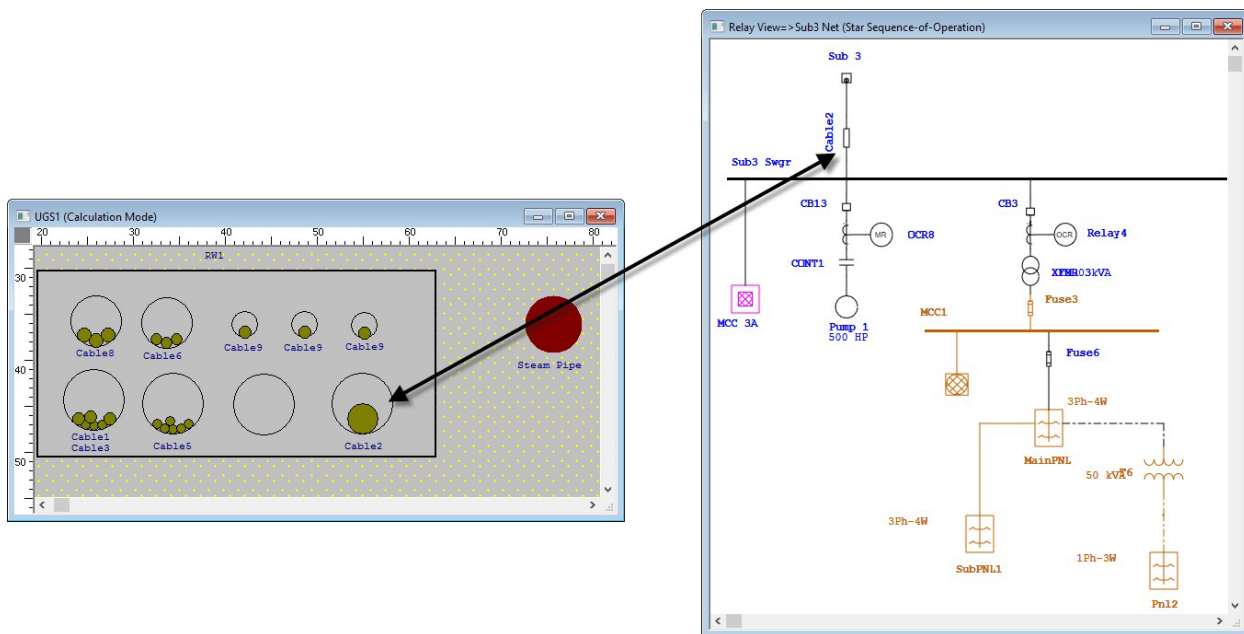 UGS1 (Calculation Mode)
20 30 40 50 60 70 80
RW1
30
40
50
Cable8
Cable6
Cable9
Cable9
Cable9
Steam Pipe
Cable1
Cable3
Cable5
Cable2
Relay View=>Sub3 Net (Star Sequence-of-Operation)
Sub 3
Cable2
Sub3 Swgr
CB13
CB3
MR
OCR8
OCR
Relay4
CONT1
MCC 3A
Pump 1
500 HP
Fuse3
MCC1
Fuse6
3Ph-4W
MainPNL
50 kVA
T6
3Ph-4W
SubPNL1
1Ph-3W
Pnl2